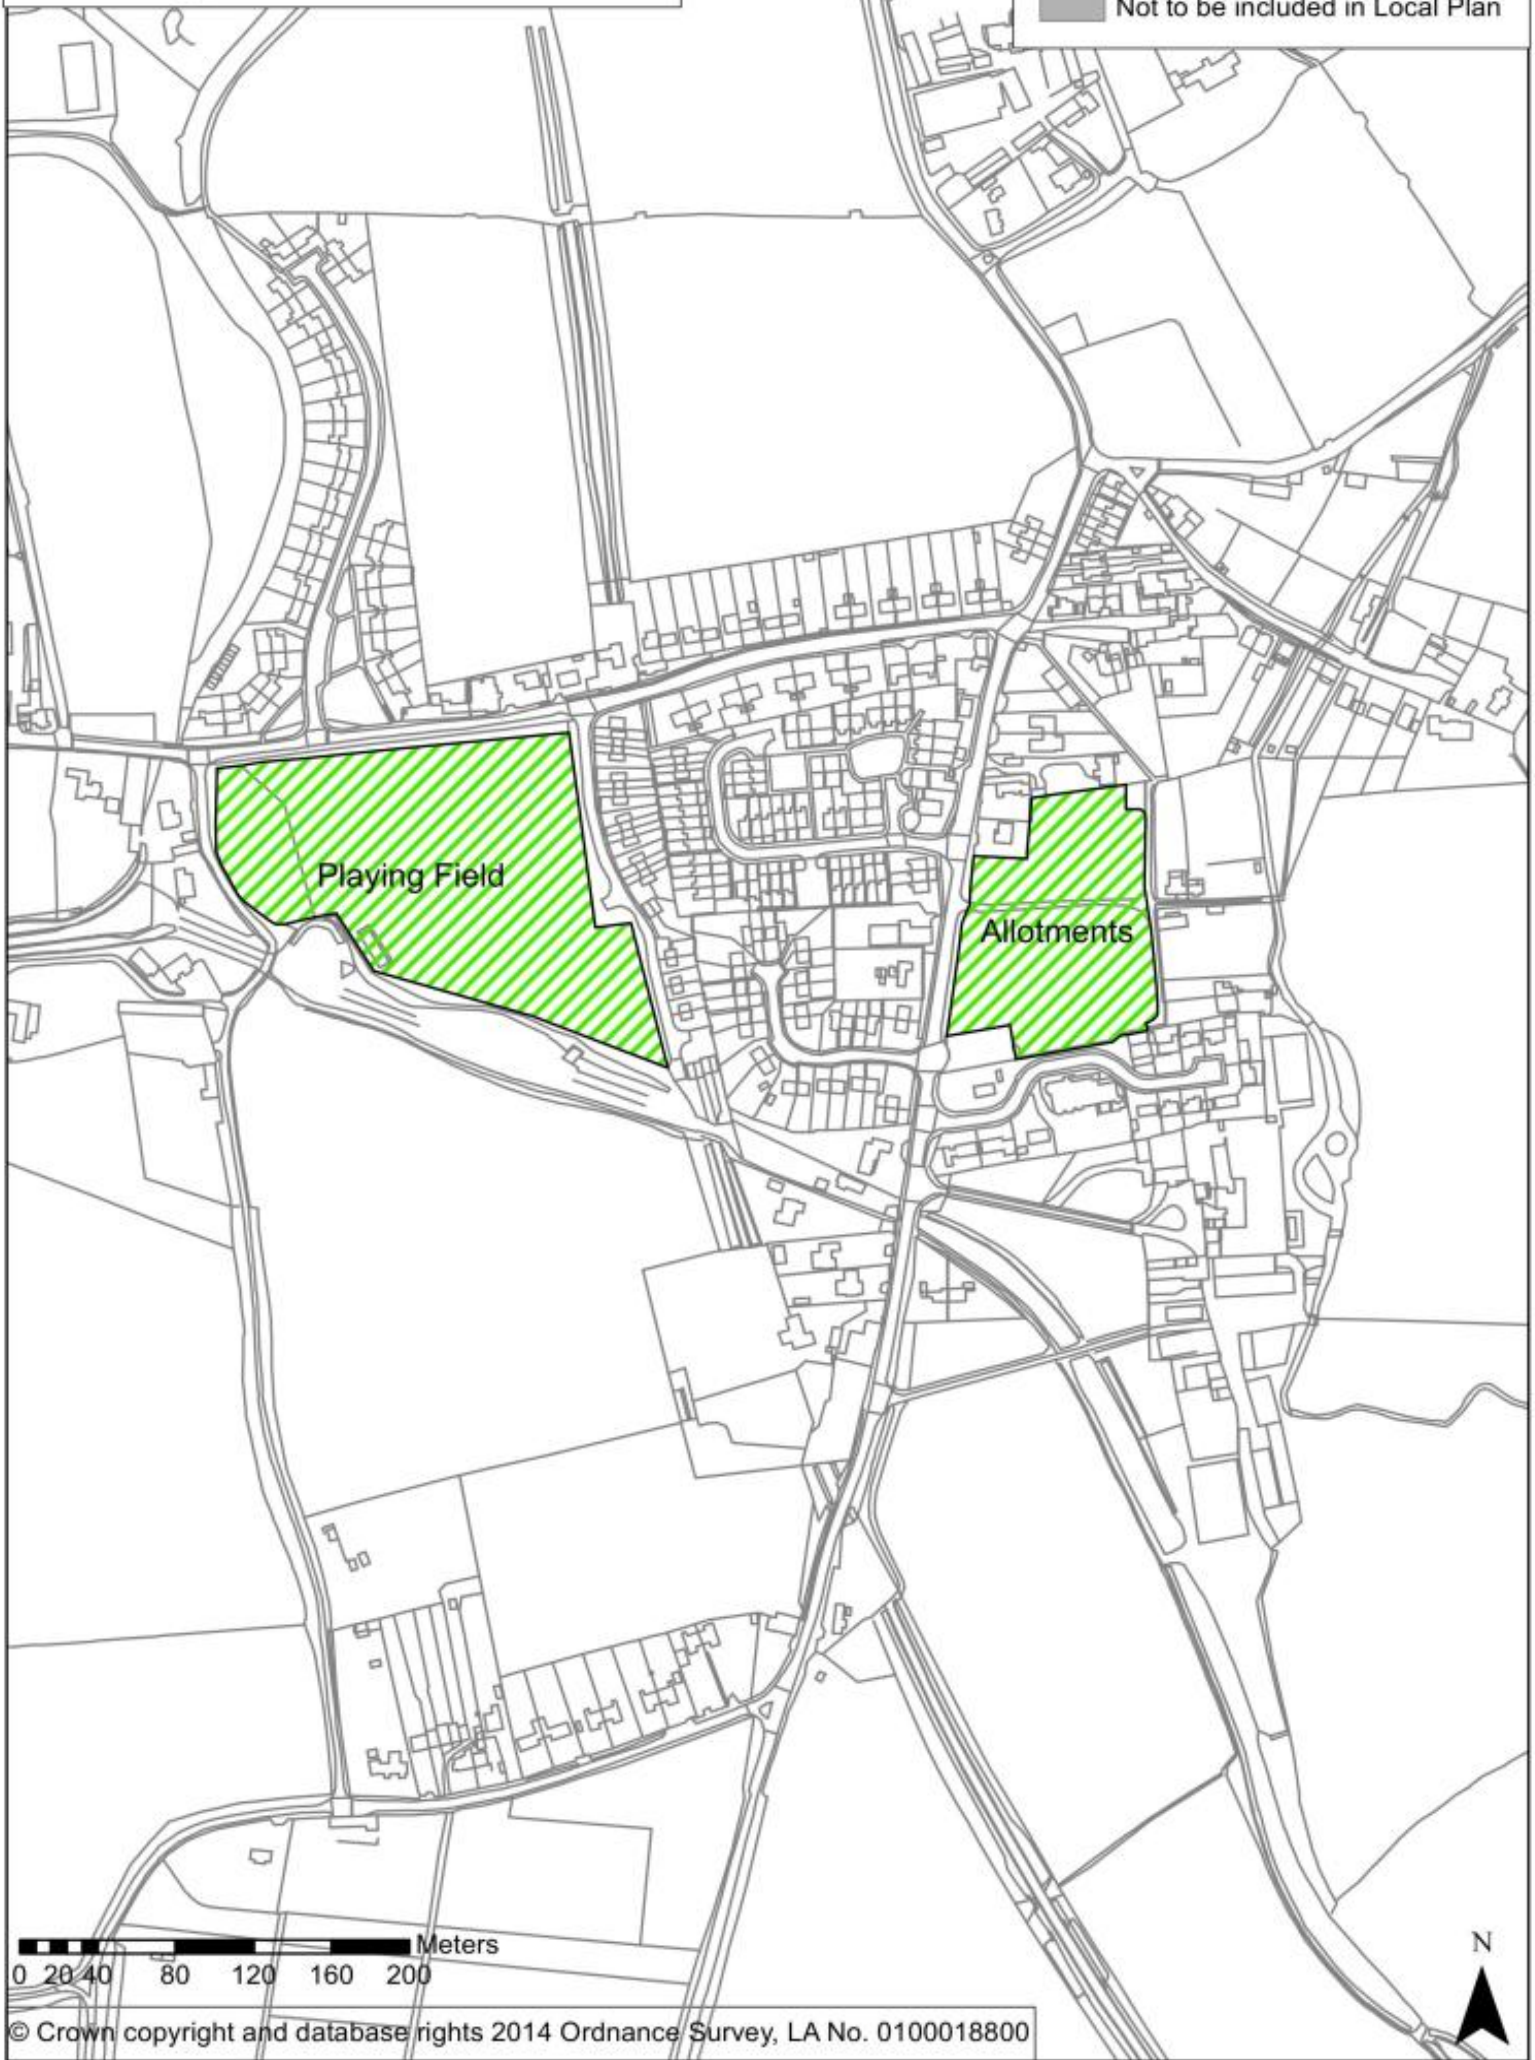 Not to be included in Local Plan
Playing Field
Allotments
Meters
0 20 40 80 120 160 200
N
© Crown copyright and database rights 2014 Ordnance Survey, LA No. 0100018800